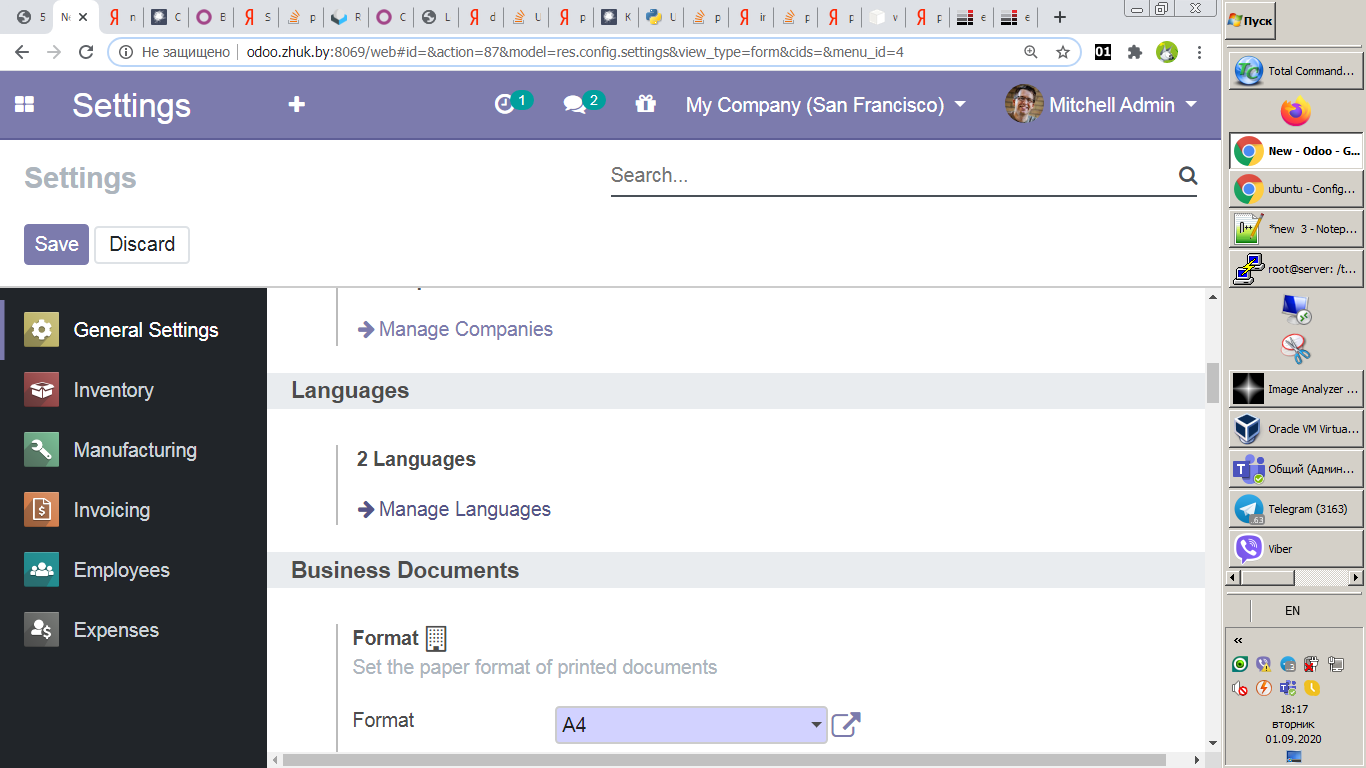 5
Ne
n
C
B
S
p
R
C
L
d
U
p
K
U
p
ir
p
p
v
p
e
e
Пуск
Не защищено
odoo.zhuk.by:8069/web#id=&action=87&model=res.config.settings&view_type=form&cids=&menu_id=4
01
Settings
1
2
My Company (San Francisco)
Mitchell Admin
Settings
Search...
Save
Discard
General Settings
Inventory
Manufacturing
Invoicing
Employees
Expenses
Manage Companies
Languages
2 Languages
Manage Languages
Business Documents
Format
Set the paper format of printed documents
Format
A4
Total Command...
New - Odoo - G...
ubuntu - Config...
*new 3 - Notep...
root@server: /t...
Image Analyzer ...
Oracle VM Virtua...
Общий (Админ...
Telegram (3163)
Viber
EN
«
18:17
вторник
01.09.2020